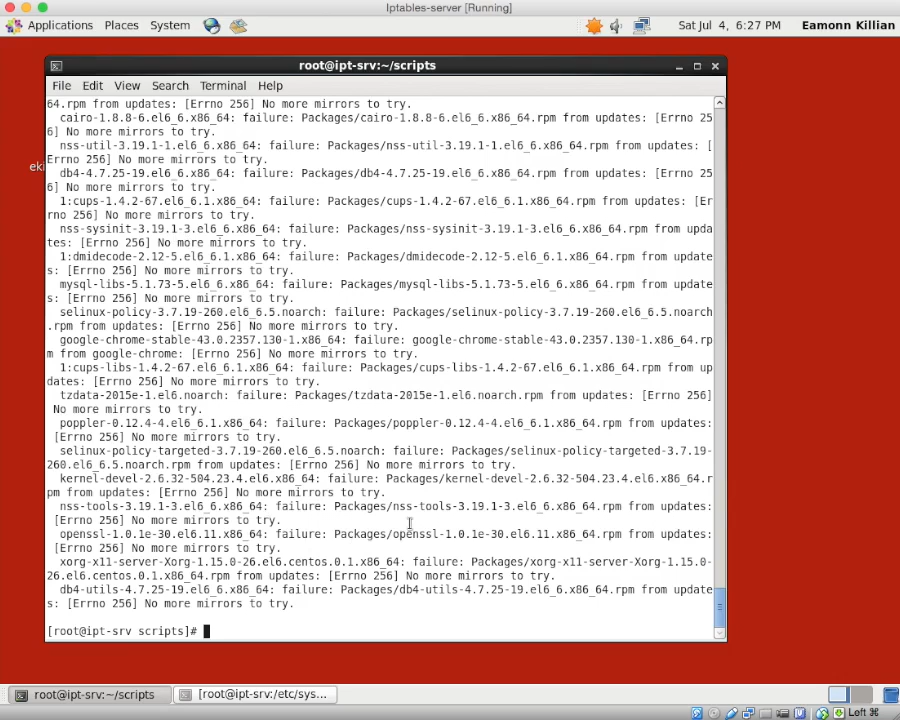 Iptables-server [Running]
Applications Places System Sat Jul 4, 6:27 PM Eamonn Killian
root@ipt-srv:~/scripts
File Edit View Search Terminal Help
64.rpm from updates: [Errno 256] No more mirrors to try.
cairo-1.8.8-6.el6_6.x86_64: failure: Packages/cairo-1.8.8-6.el6_6.x86_64.rpm from updates: [Errno 25
6] No more mirrors to try.
nss-util-3.19.1-1.el6_6.x86_64: failure: Packages/nss-util-3.19.1-1.el6_6.x86_64.rpm from updates: [
Errno 256] No more mirrors to try.
eki
db4-4.7.25-19.el6_6.x86_64: failure: Packages/db4-4.7.25-19.el6_6.x86_64.rpm from updates: [Errno 25
6] No more mirrors to try.
1:cups-1.4.2-67.el6_6.1.x86_64: failure: Packages/cups-1.4.2-67.el6_6.1.x86_64.rpm from updates: [Er
rno 256] No more mirrors to try.
nss-sysinit-3.19.1-3.el6_6.x86_64: failure: Packages/nss-sysinit-3.19.1-3.el6_6.x86_64.rpm from upda
tes: [Errno 256] No more mirrors to try.
1:dmidecode-2.12-5.el6_6.1.x86_64: failure: Packages/dmidecode-2.12-5.el6_6.1.x86_64.rpm from update
s: [Errno 256] No more mirrors to try.
mysql-libs-5.1.73-5.el6_6.x86_64: failure: Packages/mysql-libs-5.1.73-5.el6_6.x86_64.rpm from update
s: [Errno 256] No more mirrors to try.
selinux-policy-3.7.19-260.el6_6.5.noarch: failure: Packages/selinux-policy-3.7.19-260.el6_6.5.noarch
.rpm from updates: [Errno 256] No more mirrors to try.
google-chrome-stable-43.0.2357.130-1.x86_64: failure: google-chrome-stable-43.0.2357.130-1.x86_64.rp
m from google-chrome: [Errno 256] No more mirrors to try.
1:cups-libs-1.4.2-67.el6_6.1.x86_64: failure: Packages/cups-libs-1.4.2-67.el6_6.1.x86_64.rpm from up
dates: [Errno 256] No more mirrors to try.
tzdata-2015e-1.el6.noarch: failure: Packages/tzdata-2015e-1.el6.noarch.rpm from updates: [Errno 256]
No more mirrors to try.
poppler-0.12.4-4.el6_6.1.x86_64: failure: Packages/poppler-0.12.4-4.el6_6.1.x86_64.rpm from updates:
[Errno 256] No more mirrors to try.
selinux-policy-targeted-3.7.19-260.el6_6.5.noarch: failure: Packages/selinux-policy-targeted-3.7.19-
260.el6_6.5.noarch.rpm from updates: [Errno 256] No more mirrors to try.
kernel-devel-2.6.32-504.23.4.el6.x86_64: failure: Packages/kernel-devel-2.6.32-504.23.4.el6.x86_64.r
pm from updates: [Errno 256] No more mirrors to try.
nss-tools-3.19.1-3.el6_6.x86_64: failure: Packages/nss-tools-3.19.1-3.el6_6.x86_64.rpm from updates:
[Errno 256] No more mirrors to try.
openssl-1.0.1e-30.el6.11.x86_64: failure: Packages/openssl-1.0.1e-30.el6.11.x86_64.rpm from updates:
[Errno 256] No more mirrors to try.
xorg-x11-server-Xorg-1.15.0-26.el6.centos.0.1.x86_64: failure: Packages/xorg-x11-server-Xorg-1.15.0-
26.el6.centos.0.1.x86_64.rpm from updates: [Errno 256] No more mirrors to try.
db4-utils-4.7.25-19.el6_6.x86_64: failure: Packages/db4-utils-4.7.25-19.el6_6.x86_64.rpm from update
s: [Errno 256] No more mirrors to try.
[root@ipt-srv scripts]#
root@ipt-srv:~/scripts [root@ipt-srv:/etc/sys...
Left ⌘